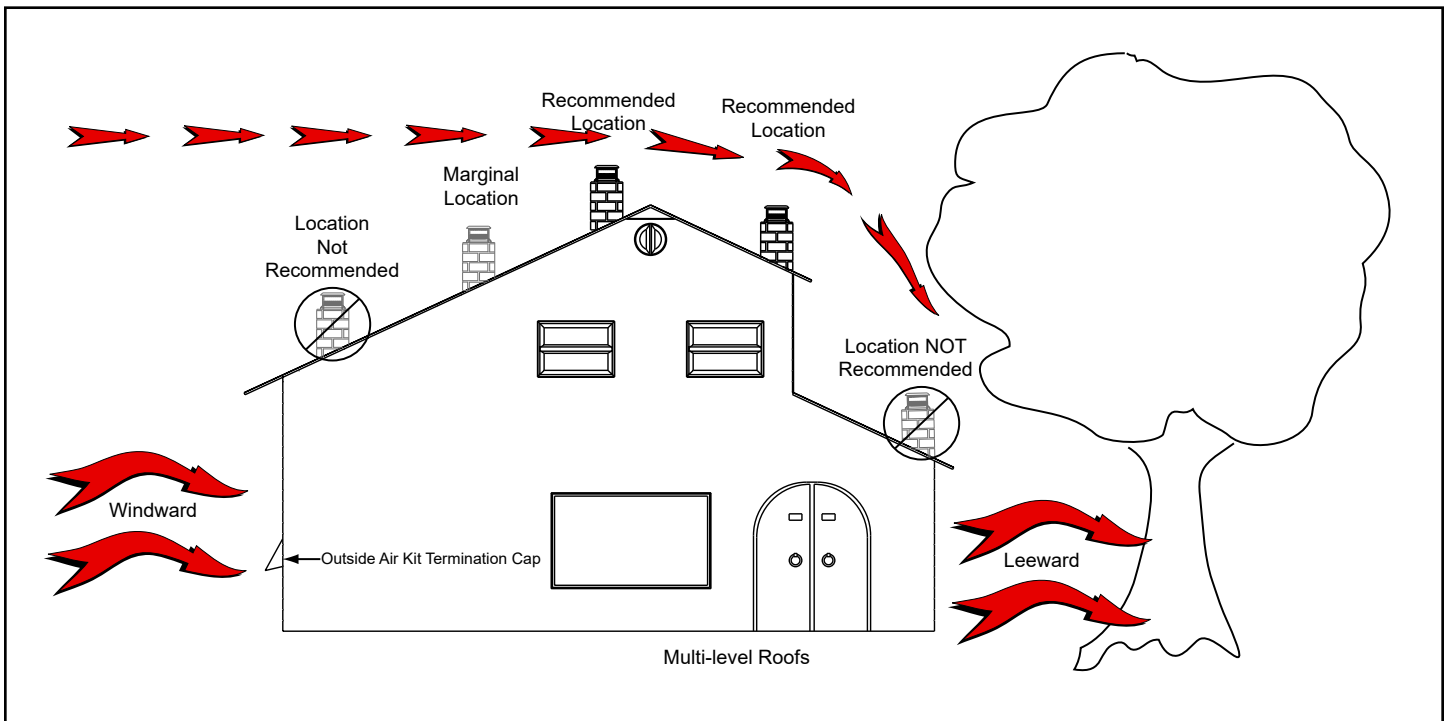 Recommended
Location
Recommended
Location
Marginal
Location
Location
Not
Recommended
Location NOT
Recommended
Windward
Outside Air Kit Termination Cap
Leeward
Multi-level Roofs